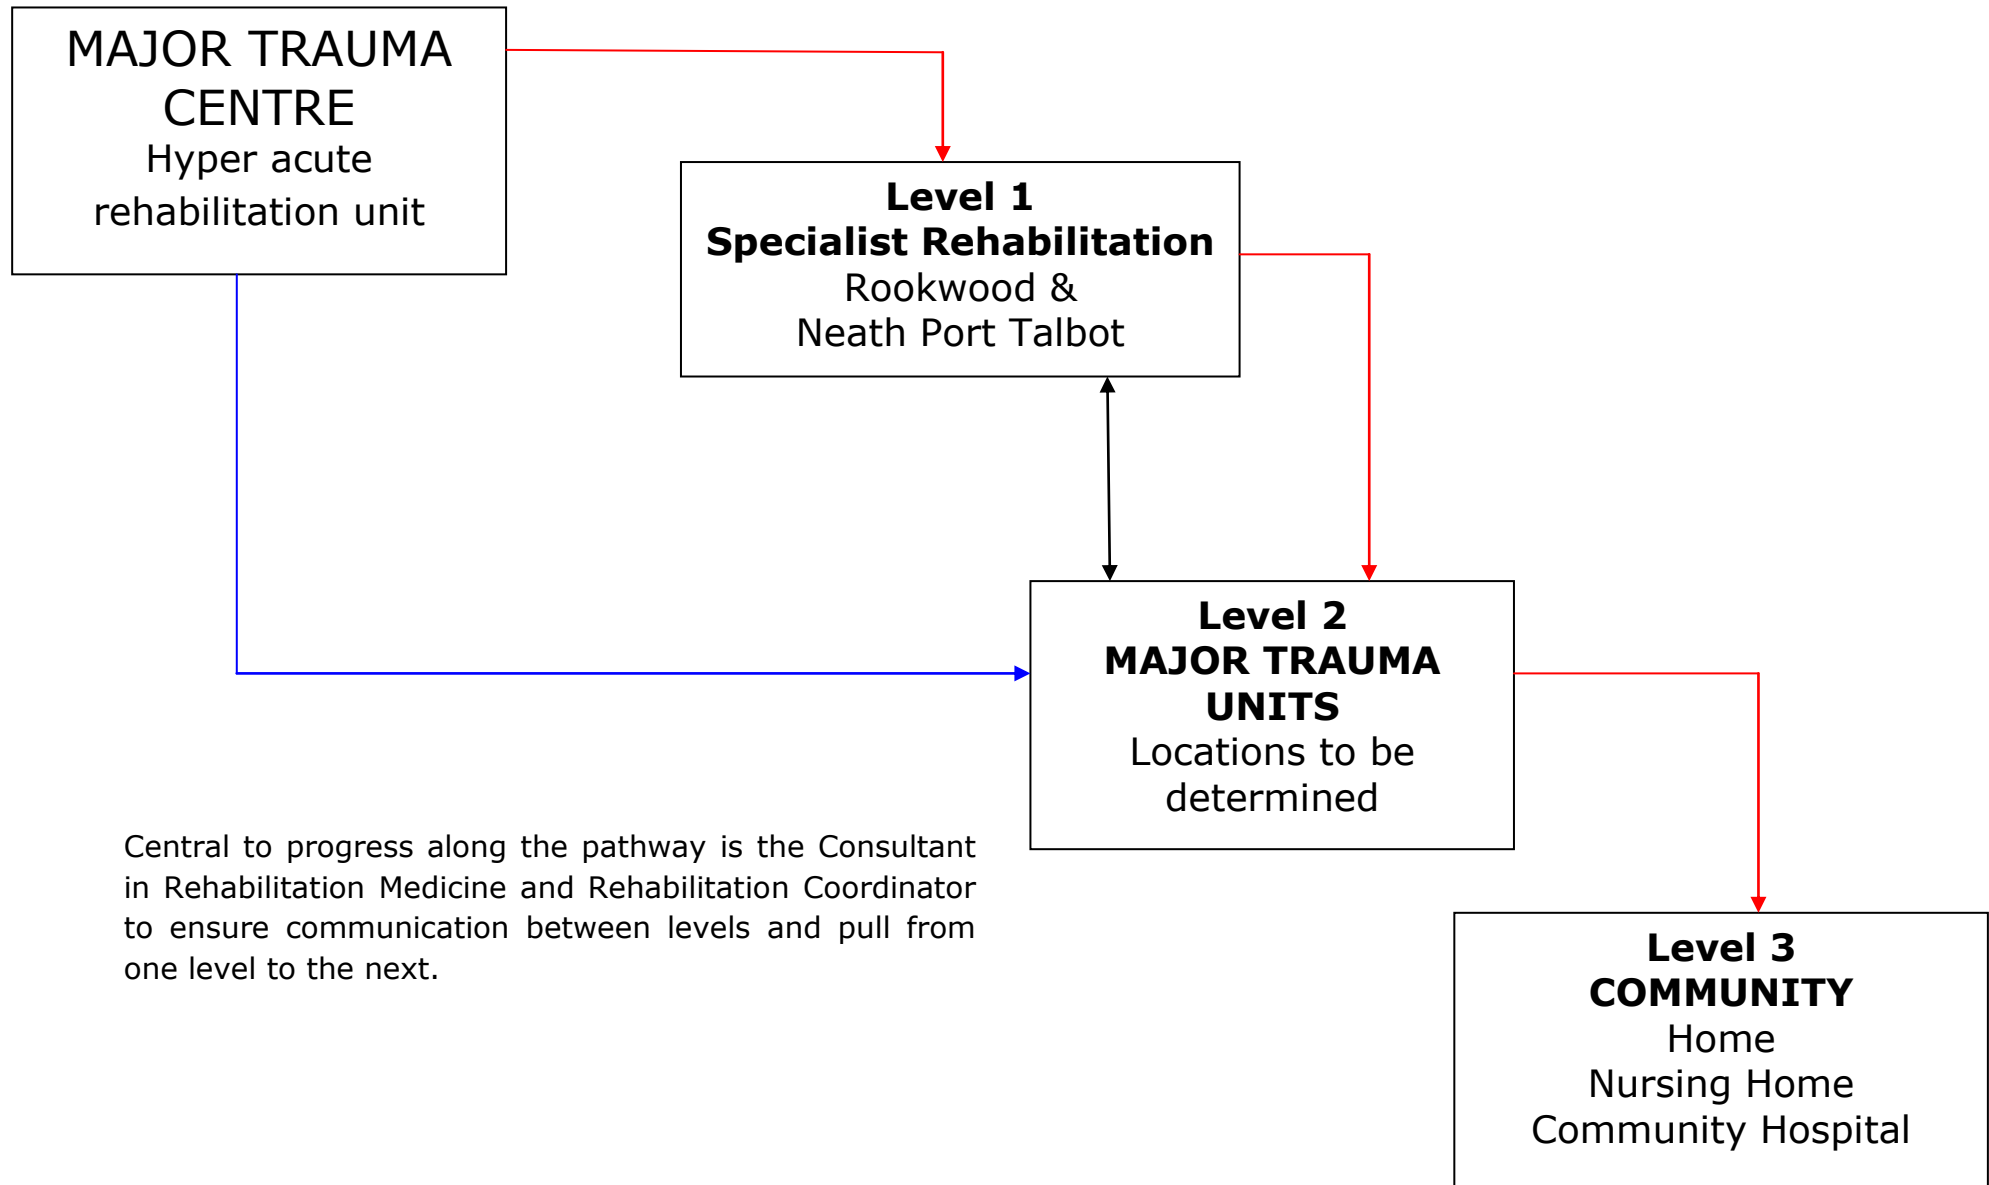 MAJOR TRAUMA
CENTRE
Hyper acute
rehabilitation unit
Level 1
Specialist Rehabilitation
Rookwood &
Neath Port Talbot
Level 2
MAJOR TRAUMA
UNITS
Locations to be
determined
Central to progress along the pathway is the Consultant
in Rehabilitation Medicine and Rehabilitation Coordinator
to ensure communication between levels and pull from
one level to the next.
Level 3
COMMUNITY
Home
Nursing Home
Community Hospital